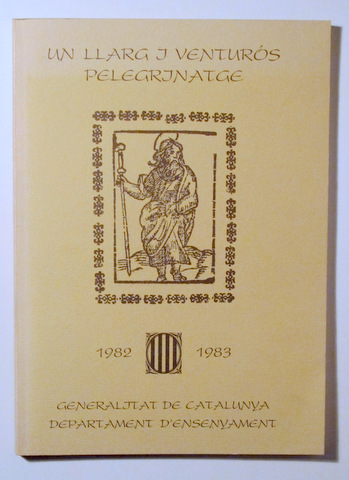 UN LLARG I VENTURÓS
PELEGRINATGE
1982 1983
GENERALITAT DE CATALUNYA
DEPARTAMENT D'ENSENYAMENT